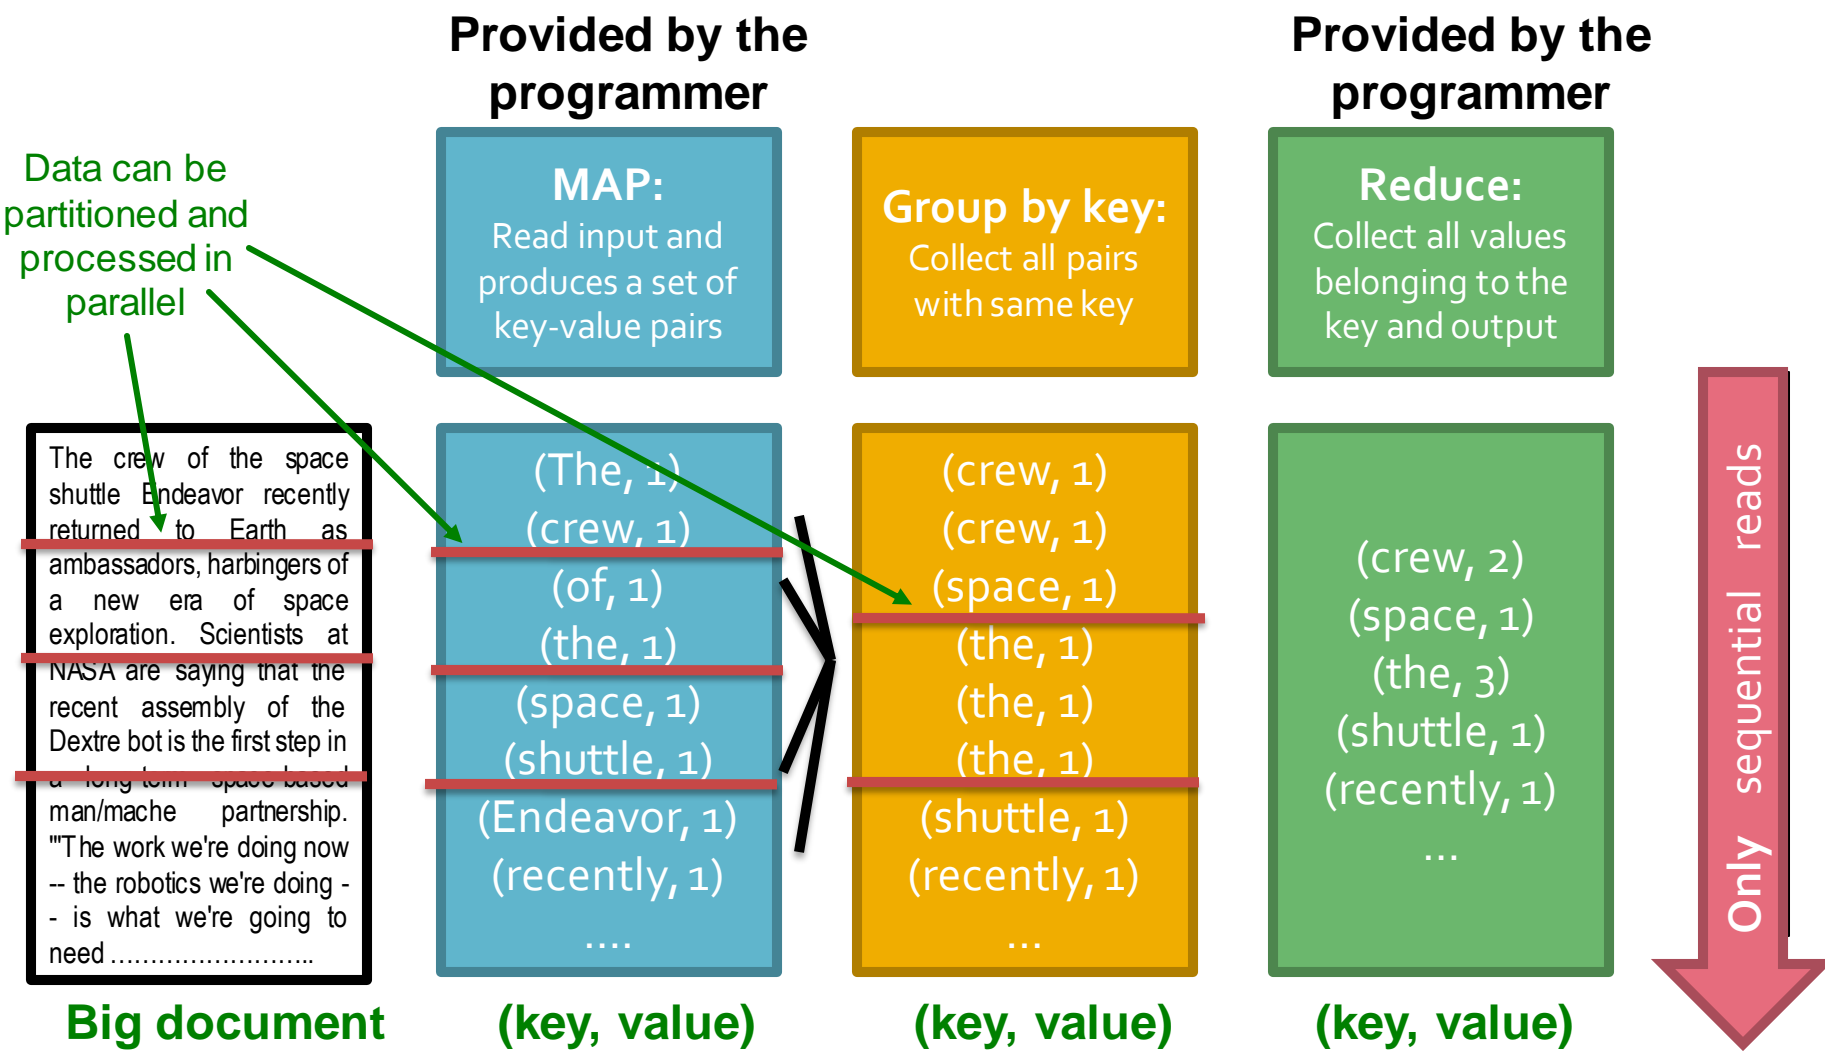 Provided by the
programmer
Provided by the
programmer
Data can be
partitioned and
processed in
parallel
MAP:
Read input and
produces a set of
key-value pairs
Group by key:
Collect all pairs
with same key
Reduce:
Collect all values
belonging to the
key and output
The crew of the space
shuttle Endeavor recently
returned to Earth as
ambassadors, harbingers of
a new era of space
exploration. Scientists at
NASA are saying that the
recent assembly of the
Dextre bot is the first step in
a long-term space-based
man/mache partnership.
'"The work we're doing now
-- the robotics we're doing -
- is what we're going to
need ……………………..
Big document
(The, 1)
(crew, 1)
(of, 1)
(the, 1)
(space, 1)
(shuttle, 1)
(Endeavor, 1)
(recently, 1)
....
(key, value)
(crew, 1)
(crew, 1)
(space, 1)
(the, 1)
(the, 1)
(the, 1)
(shuttle, 1)
(recently, 1)
...
(key, value)
(crew, 2)
(space, 1)
(the, 3)
(shuttle, 1)
(recently, 1)
...
(key, value)
Only sequential reads